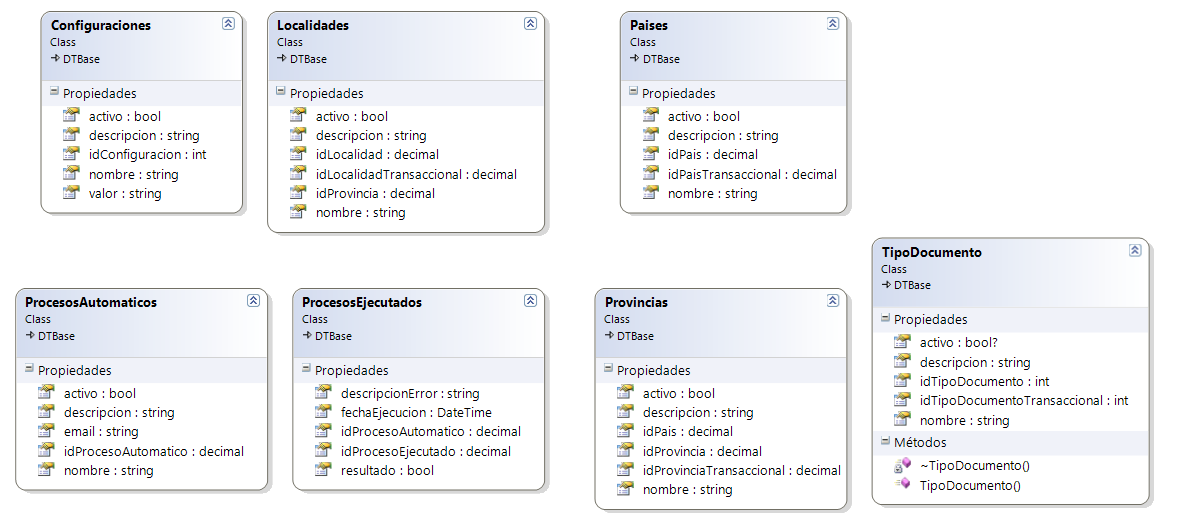 Configuraciones
Class
DTBase
Propiedades
activo : bool
descripcion : string
idConfiguracion : int
nombre : string
valor : string
Localidades
Class
DTBase
Propiedades
activo : bool
descripcion : string
idLocalidad : decimal
idLocalidadTransaccional : decimal
idProvincia : decimal
nombre : string
Paises
Class
DTBase
Propiedades
activo : bool
descripcion : string
idPais : decimal
idPaisTransaccional : decimal
nombre : string
ProcesosAutomaticos
Class
DTBase
Propiedades
activo : bool
descripcion : string
email : string
idProcesoAutomatico : decimal
nombre : string
ProcesosEjecutados
Class
DTBase
Propiedades
descripcionError : string
fechaEjecucion : DateTime
idProcesoAutomatico : decimal
idProcesoEjecutado : decimal
resultado : bool
Provincias
Class
DTBase
Propiedades
activo : bool
descripcion : string
idPais : decimal
idProvincia : decimal
idProvinciaTransaccional : decimal
nombre : string
TipoDocumento
Class
DTBase
Propiedades
activo : bool?
descripcion : string
idTipoDocumento : int
idTipoDocumentoTransaccional : int
nombre : string
Métodos
~TipoDocumento()
TipoDocumento()